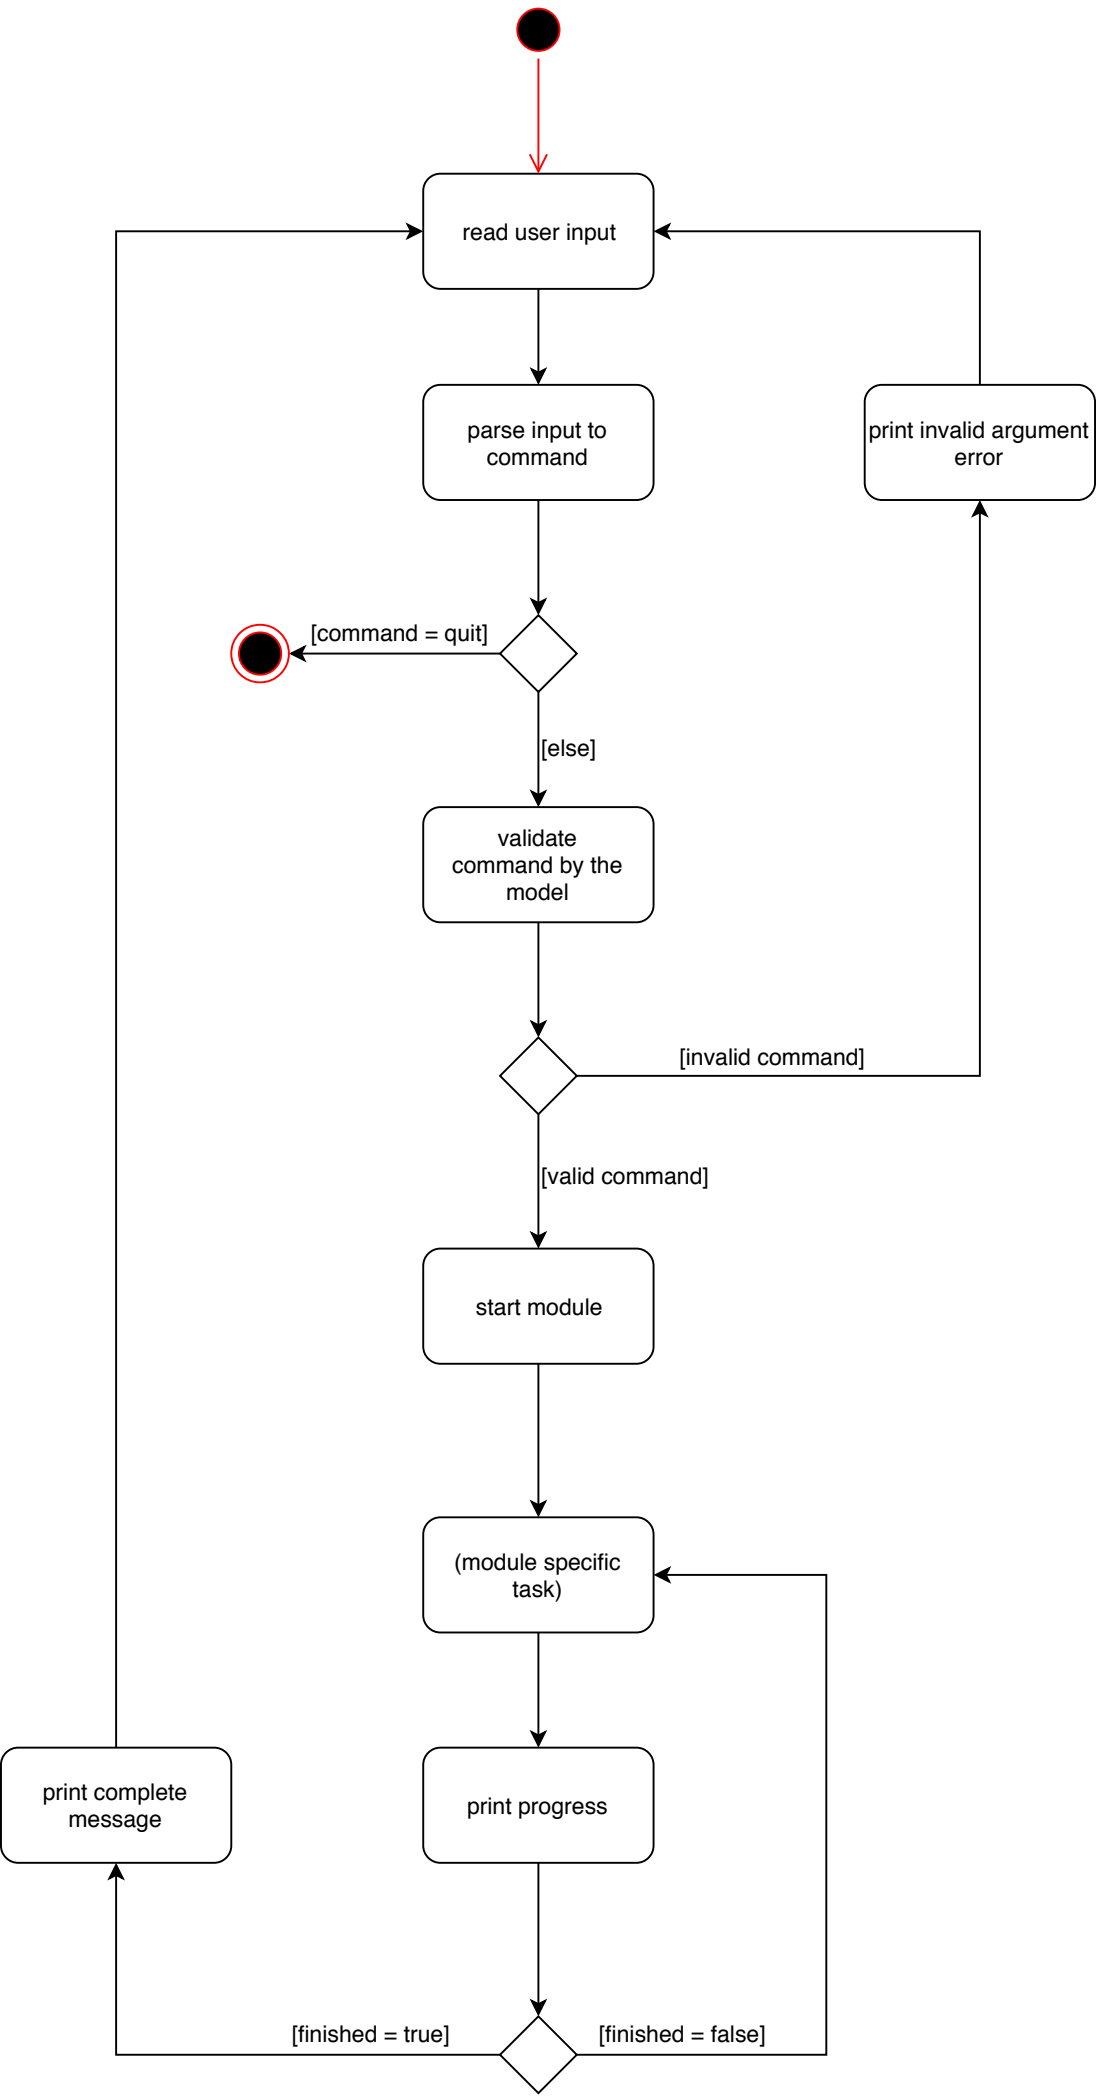 read user input
parse input to
command
print invalid argument
error
[command = quit]
[else]
validate
command by the
model
[invalid command]
[valid command]
start module
(module specific
task)
print complete
message
print progress
[finished = true]
[finished = false]